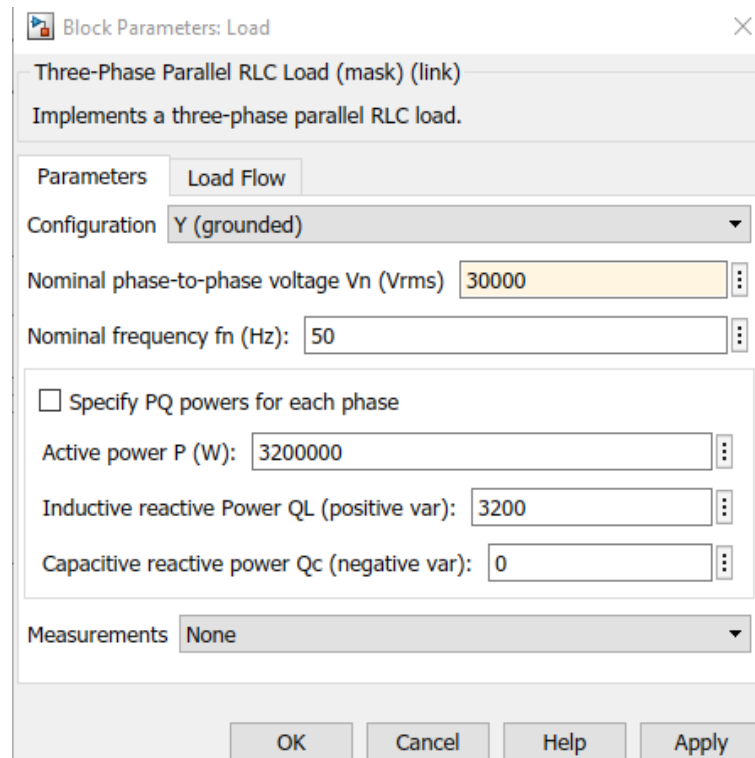 Block Parameters: Load
Three-Phase Parallel RLC Load (mask) (link)
Implements a three-phase parallel RLC load.
Parameters Load Flow
Configuration Y (grounded)
Nominal phase-to-phase voltage Vn (Vrms) 30000
Nominal frequency fn (Hz): 50
Specify PQ powers for each phase
Active power P (W): 3200000
Inductive reactive Power QL (positive var): 3200
Capacitive reactive power Qc (negative var): 0
Measurements None
OK Cancel Help Apply